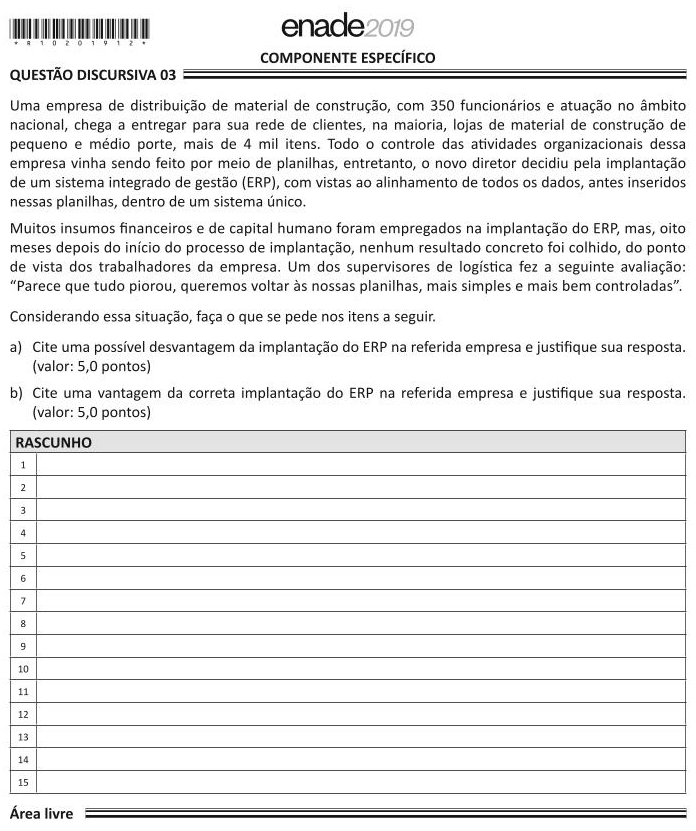 enade2019
*R10201912*
COMPONENTE ESPECÍFICO
QUESTÃO DISCURSIVA 03
Uma empresa de distribuição de material de construção, com 350 funcionários e atuação no âmbito
nacional, chega a entregar para sua rede de clientes, na maioria, lojas de material de construção de
pequeno e médio porte, mais de 4 mil itens. Todo o controle das atividades organizacionais dessa
empresa vinha sendo feito por meio de planilhas, entretanto, o novo diretor decidiu pela implantação
de um sistema integrado de gestão (ERP), com vistas ao alinhamento de todos os dados, antes inseridos
nessas planilhas, dentro de um sistema único.
Muitos insumos financeiros e de capital humano foram empregados na implantação do ERP, mas, oito
meses depois do início do processo de implantação, nenhum resultado concreto foi colhido, do ponto
de vista dos trabalhadores da empresa. Um dos supervisores de logística fez a seguinte avaliação:
“Parece que tudo piorou, queremos voltar às nossas planilhas, mais simples e mais bem controladas”.
Considerando essa situação, faça o que se pede nos itens a seguir.
a) Cite uma possível desvantagem da implantação do ERP na referida empresa e justifique sua resposta.
(valor: 5,0 pontos)
b) Cite uma vantagem da correta implantação do ERP na referida empresa e justifique sua resposta.
(valor: 5,0 pontos)
RASCUNHO
1
2
3
4
5
6
7
8
9
10
11
12
13
14
15
Área livre